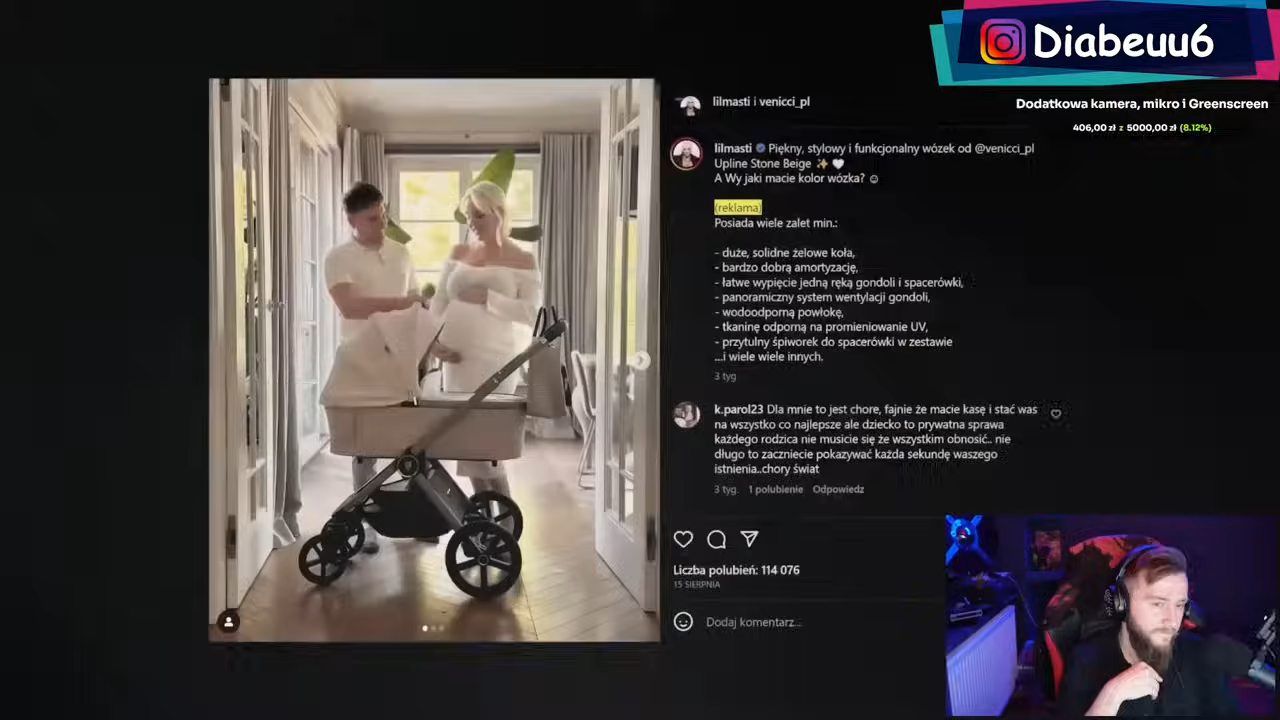 Diabeuu6
Dodatkowa kamera, mikro i Greenscreen
406,00 zł z 5000,00 zł (8.12%)
lilmasti i venicci_pl
lilmasti Piękny, stylowy i funkcjonalny wózek od @venicci_pl
Upline Stone Beige ✨ 🤍
A Wy jaki macie kolor wózka? ☺
(reklama)
Posiada wiele zalet min.:
- duże, solidne żelowe koła,
- bardzo dobrą amortyzację,
- łatwe wypięcie jedną ręką gondoli i spacerówki,
- panoramiczny system wentylacji gondoli,
- wodoodporną powłokę,
- tkaninę odporną na promieniowanie UV,
- przytulny śpiworek do spacerówki w zestawie
...i wiele wiele innych.
3 tyg
k.parol23 Dla mnie to jest chore, fajnie że macie kasę i stać was
na wszystko co najlepsze ale dziecko to prywatna sprawa
każdego rodzica nie musicie się że wszystkim obnosić.. nie
długo to zaczniecie pokazywać każda sekundę waszego
istnienia..chory świat
3 tyg. 1 polubienie Odpowiedz
Liczba polubień: 114 076
15 SIERPNIA
Dodaj komentarz...